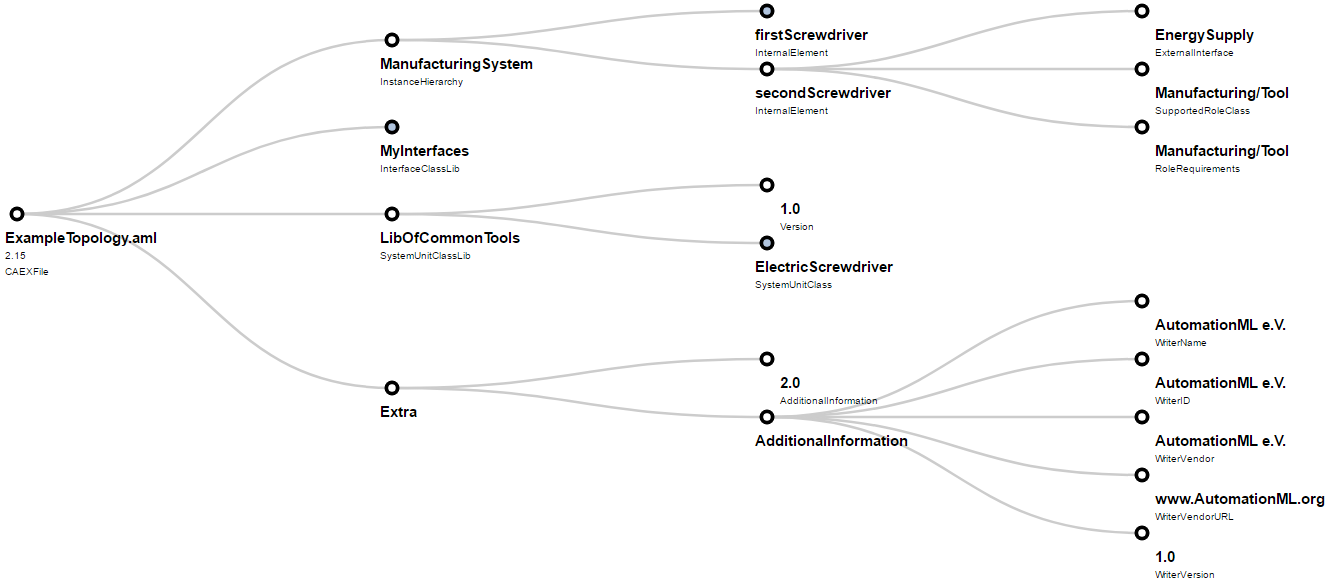 ExampleTopology.aml
2.15
CAEXFile
ManufacturingSystem
InstanceHierarchy
MyInterfaces
InterfaceClassLib
LibOfCommonTools
SystemUnitClassLib
Extra
firstScrewdriver
InternalElement
secondScrewdriver
InternalElement
1.0
Version
ElectricScrewdriver
SystemUnitClass
2.0
AdditionalInformation
AdditionalInformation
EnergySupply
ExternalInterface
Manufacturing/Tool
SupportedRoleClass
Manufacturing/Tool
RoleRequirements
AutomationML e.V.
WriterName
AutomationML e.V.
WriterID
AutomationML e.V.
WriterVendor
www.AutomationML.org
WriterVendorURL
1.0
WriterVersion